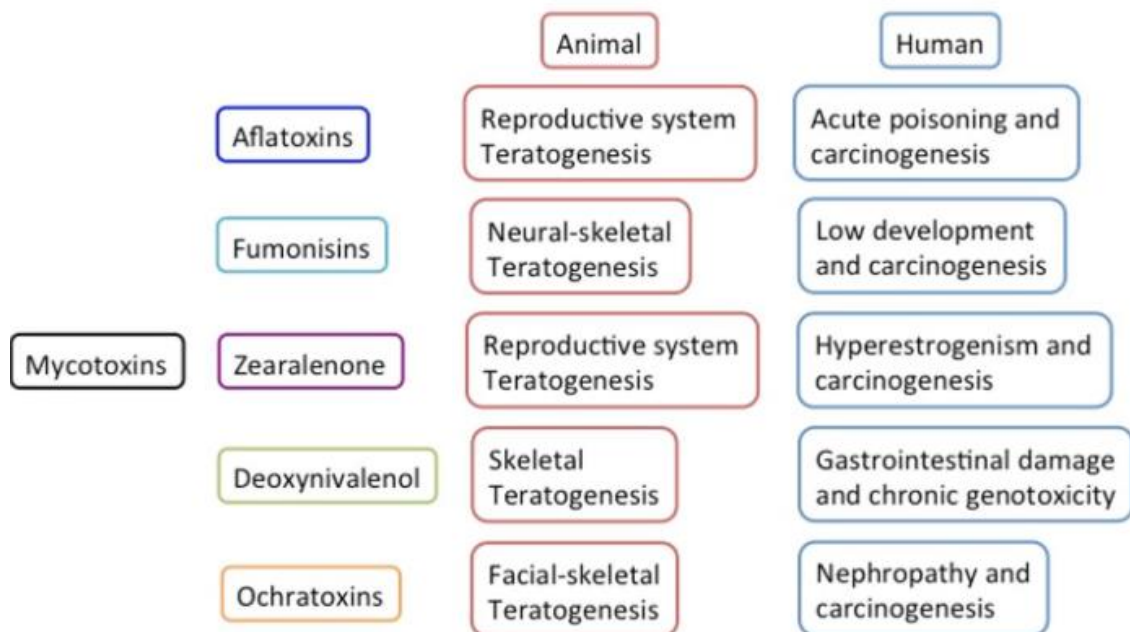 Animal
Human
Aflatoxins
Reproductive system
Teratogenesis
Acute poisoning and
carcinogenesis
Fumonisins
Neural-skeletal
Teratogenesis
Low development
and carcinogenesis
Mycotoxins
Zearalenone
Reproductive system
Teratogenesis
Hyperestrogenism and
carcinogenesis
Deoxynivalenol
Skeletal
Teratogenesis
Gastrointestinal damage
and chronic genotoxicity
Ochratoxins
Facial-skeletal
Teratogenesis
Nephropathy and
carcinogenesis